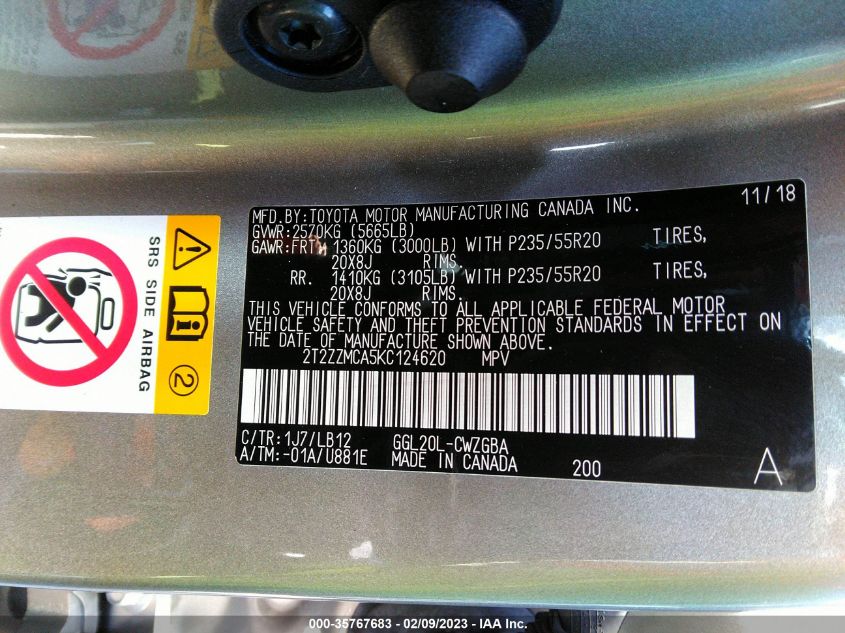 MFD.BY:TOYOTA MOTOR MANUFACTURING CANADA INC. 11/18
GVWR:2570KG (5665LB)
GAWR:FRT. 1360KG (3000LB) WITH P235/55R20 TIRES,
20X8J RIMS.
RR. 1410KG (3105LB) WITH P235/55R20 TIRES,
20X8J RIMS.
THIS VEHICLE CONFORMS TO ALL APPLICABLE FEDERAL MOTOR
VEHICLE SAFETY AND THEFT PREVENTION STANDARDS IN EFFECT ON
THE DATE OF MANUFACTURE SHOWN ABOVE.
2T2ZZMCA5KC124620 MPV
C/TR:1J7/LB12 GGL20L-CWZGBA
A/TM:-01A/U881E MADE IN CANADA 200 A
SRS SIDE AIRBAG
2
000-35767683 - 02/09/2023 - IAA Inc.